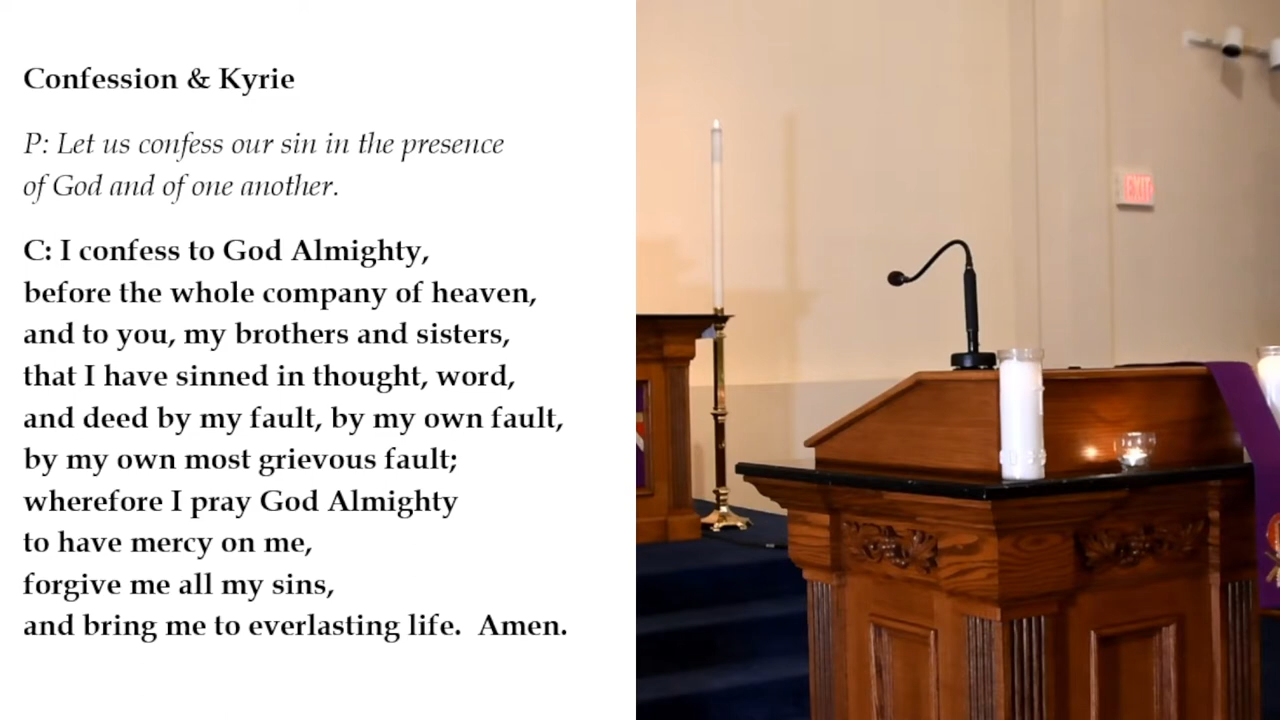 Confession & Kyrie
P: Let us confess our sin in the presence
of God and of one another.
C: I confess to God Almighty,
before the whole company of heaven,
and to you, my brothers and sisters,
that I have sinned in thought, word,
and deed by my fault, by my own fault,
by my own most grievous fault;
wherefore I pray God Almighty
to have mercy on me,
forgive me all my sins,
and bring me to everlasting life.  Amen.
EXIT